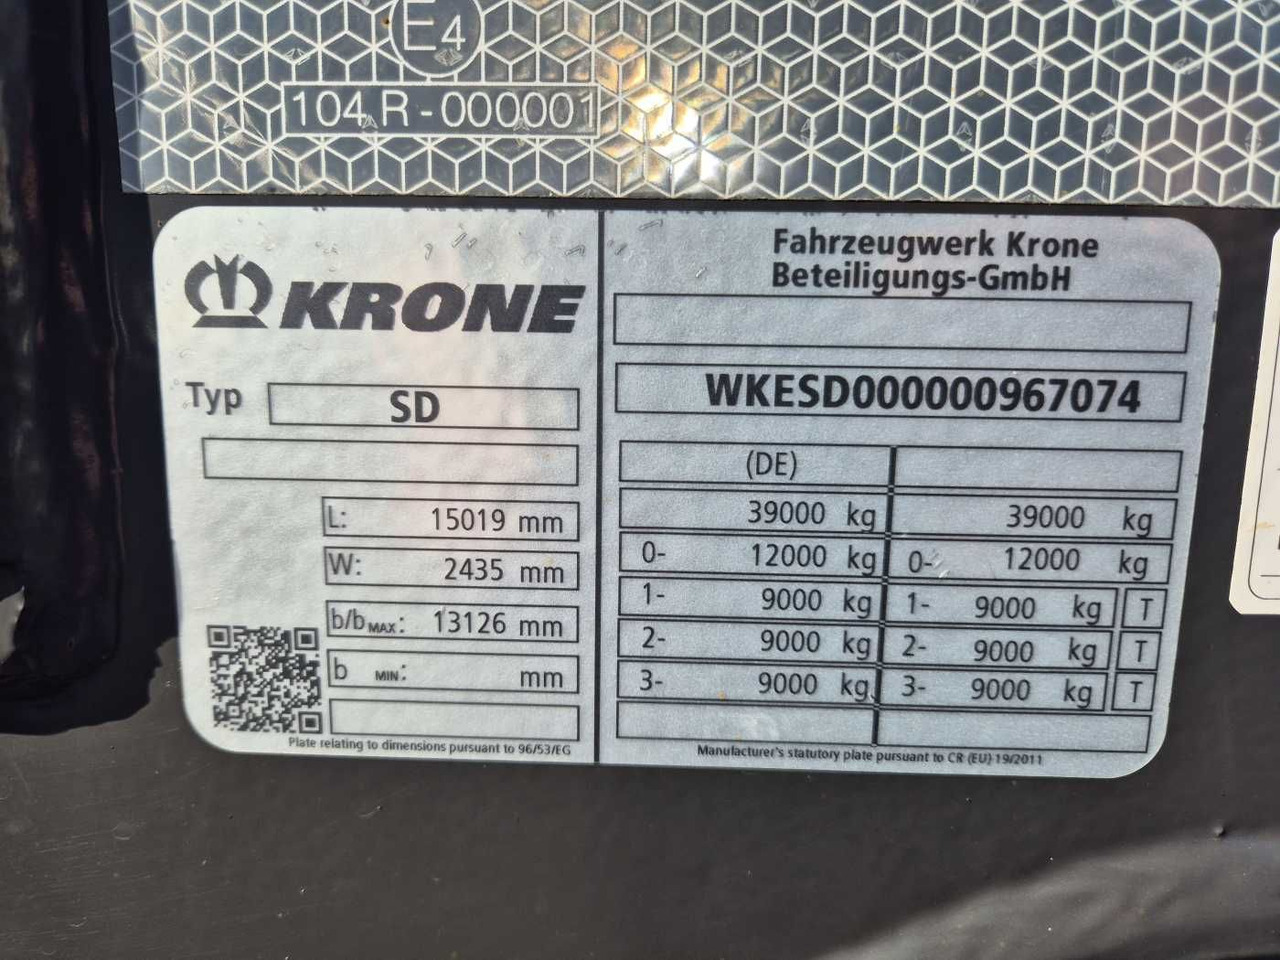 E4
104 R - 000001
KRONE
Typ SD
L: 15019 mm
W: 2435 mm
b/b MAX: 13126 mm
b MIN: mm
Plate relating to dimensions pursuant to 96/53/EG
Fahrzeugwerk Krone
Beteiligungs-GmbH
WKESD000000967074
(DE)
39000 kg 39000 kg
0- 12000 kg 0- 12000 kg
1- 9000 kg 1- 9000 kg T
2- 9000 kg 2- 9000 kg T
3- 9000 kg 3- 9000 kg T
Manufacturer's statutory plate pursuant to CR (EU) 19/2011